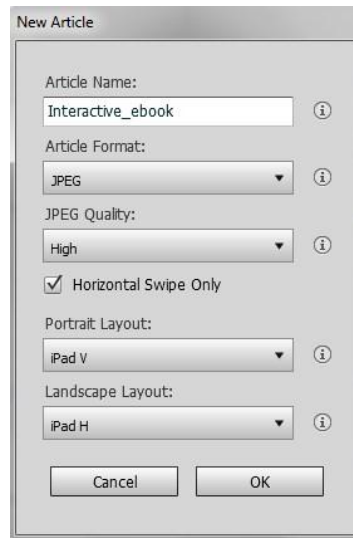 New Article
Article Name:
Interactive_ebook
Article Format:
JPEG
JPEG Quality:
High
Horizontal Swipe Only
Portrait Layout:
iPad V
Landscape Layout:
iPad H
Cancel OK